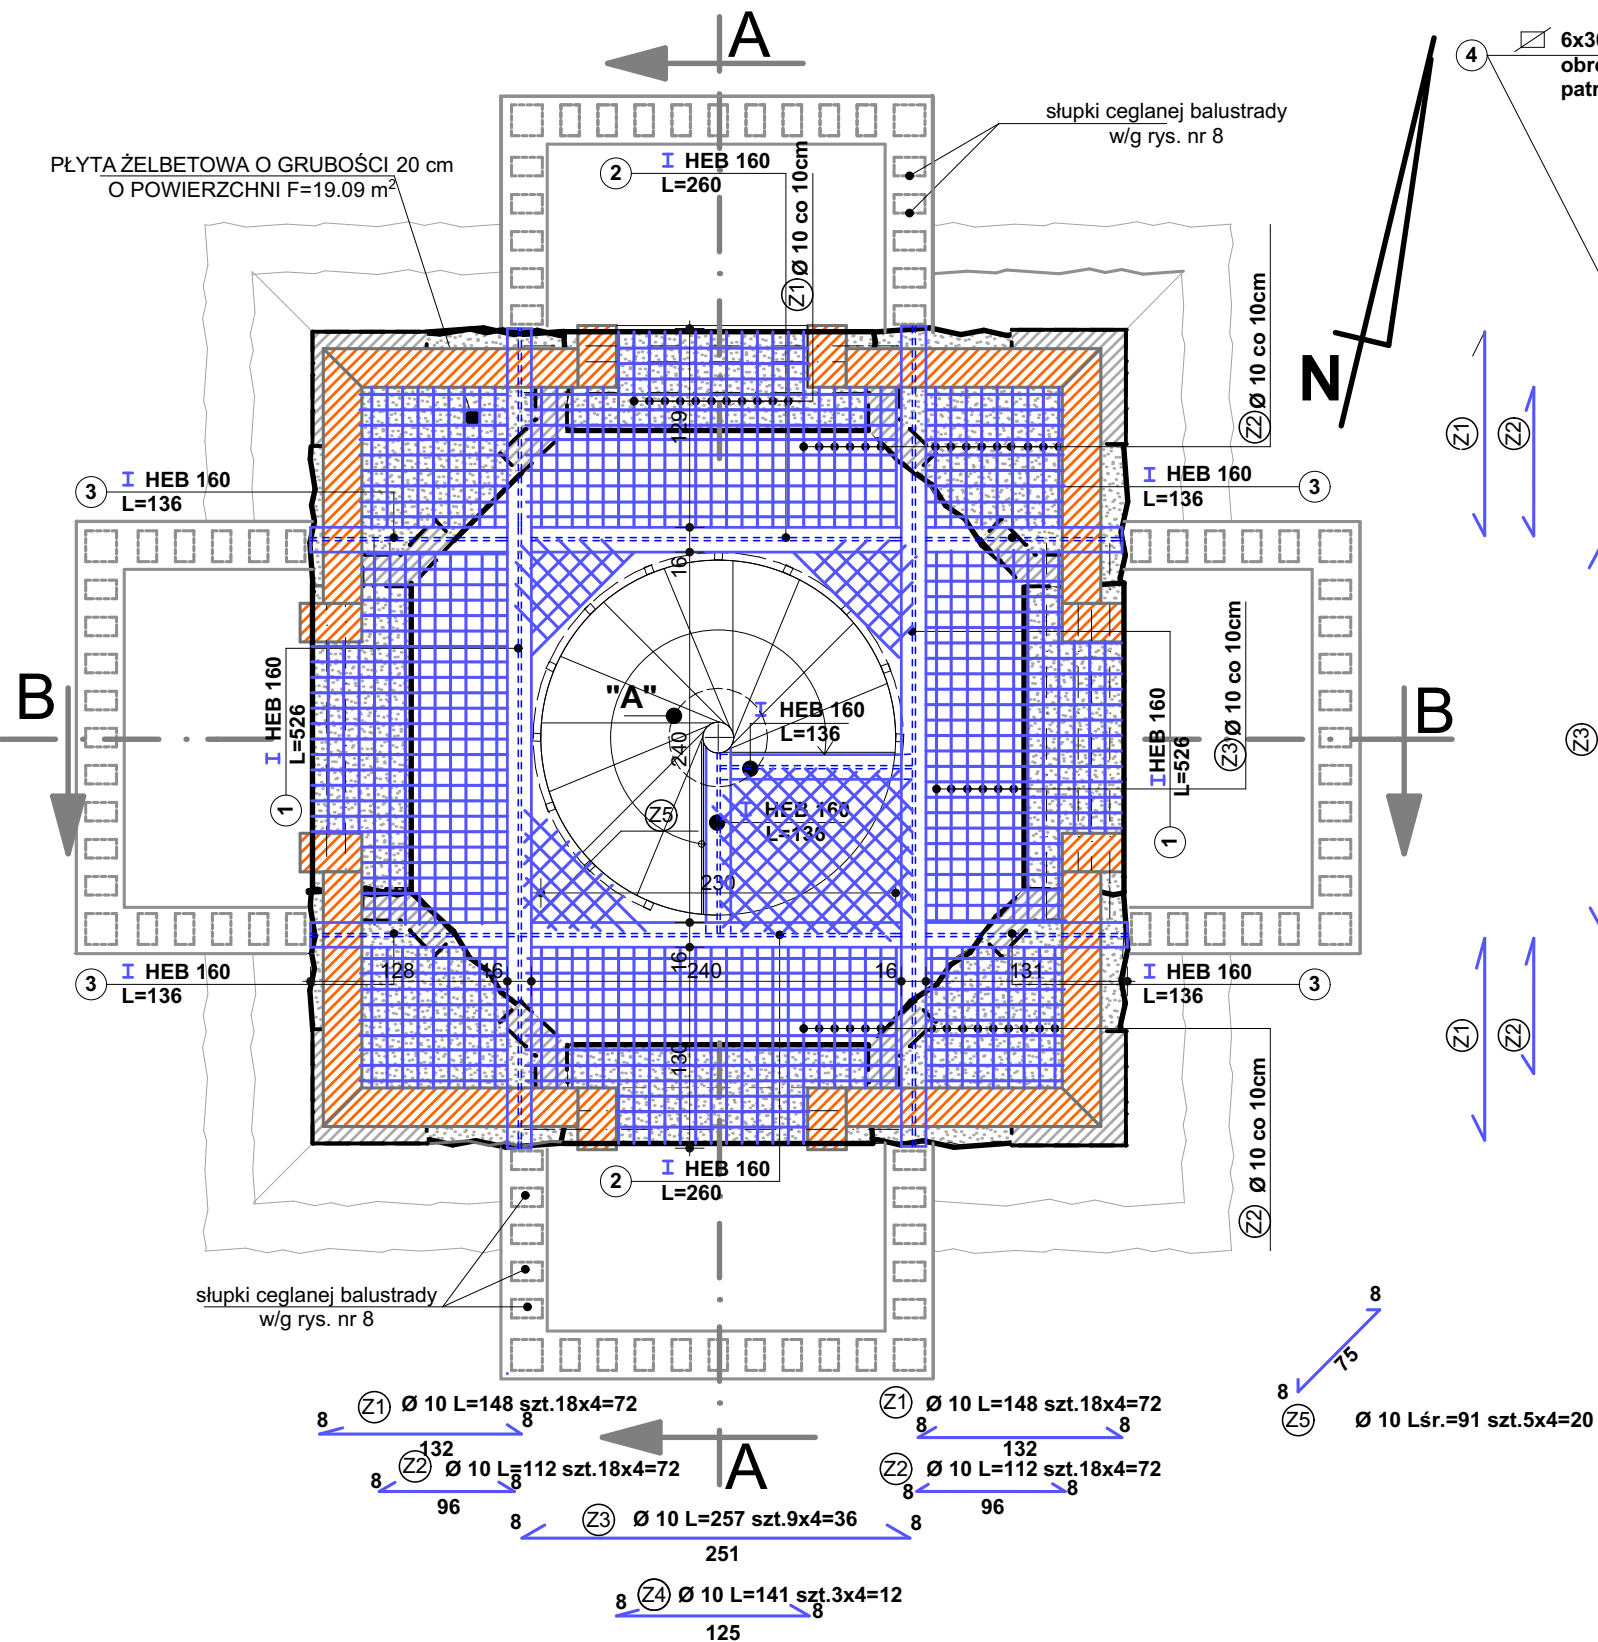 A
4
6x30
obre
patr
słupki ceglanej balustrady
w/g rys. nr 8
PŁYTA ŻELBETOWA O GRUBOŚCI 20 cm
O POWIERZCHNI F=19.09 m²
2
I HEB 160
L=260
Z1 Ø 10 co 10cm
Z2 Ø 10 co 10cm
N
Z1
Z2
129
3
I HEB 160
L=136
I HEB 160
L=136
3
16
B
I HEB 160
L=526
1
"A"
240
I HEB 160
L=136
Z5
I HEB 160
L=136
230
I HEB 160
L=526
1
Z3 Ø 10 co 10cm
B
Z3
3
I HEB 160
L=136
128
16
16
240
16
131
I HEB 160
L=136
3
130
Z1
Z2
Z2 Ø 10 co 10cm
2
I HEB 160
L=260
słupki ceglanej balustrady
w/g rys. nr 8
8
75
8
Z5 Ø 10 Lśr.=91 szt.5x4=20
Z1 Ø 10 L=148 szt.18x4=72
8
8
132
Z1 Ø 10 L=148 szt.18x4=72
8
8
132
A
Z2 Ø 10 L=112 szt.18x4=72
8
8
96
Z2 Ø 10 L=112 szt.18x4=72
8
8
96
Z3 Ø 10 L=257 szt.9x4=36
8
8
251
Z4 Ø 10 L=141 szt.3x4=12
8
8
125